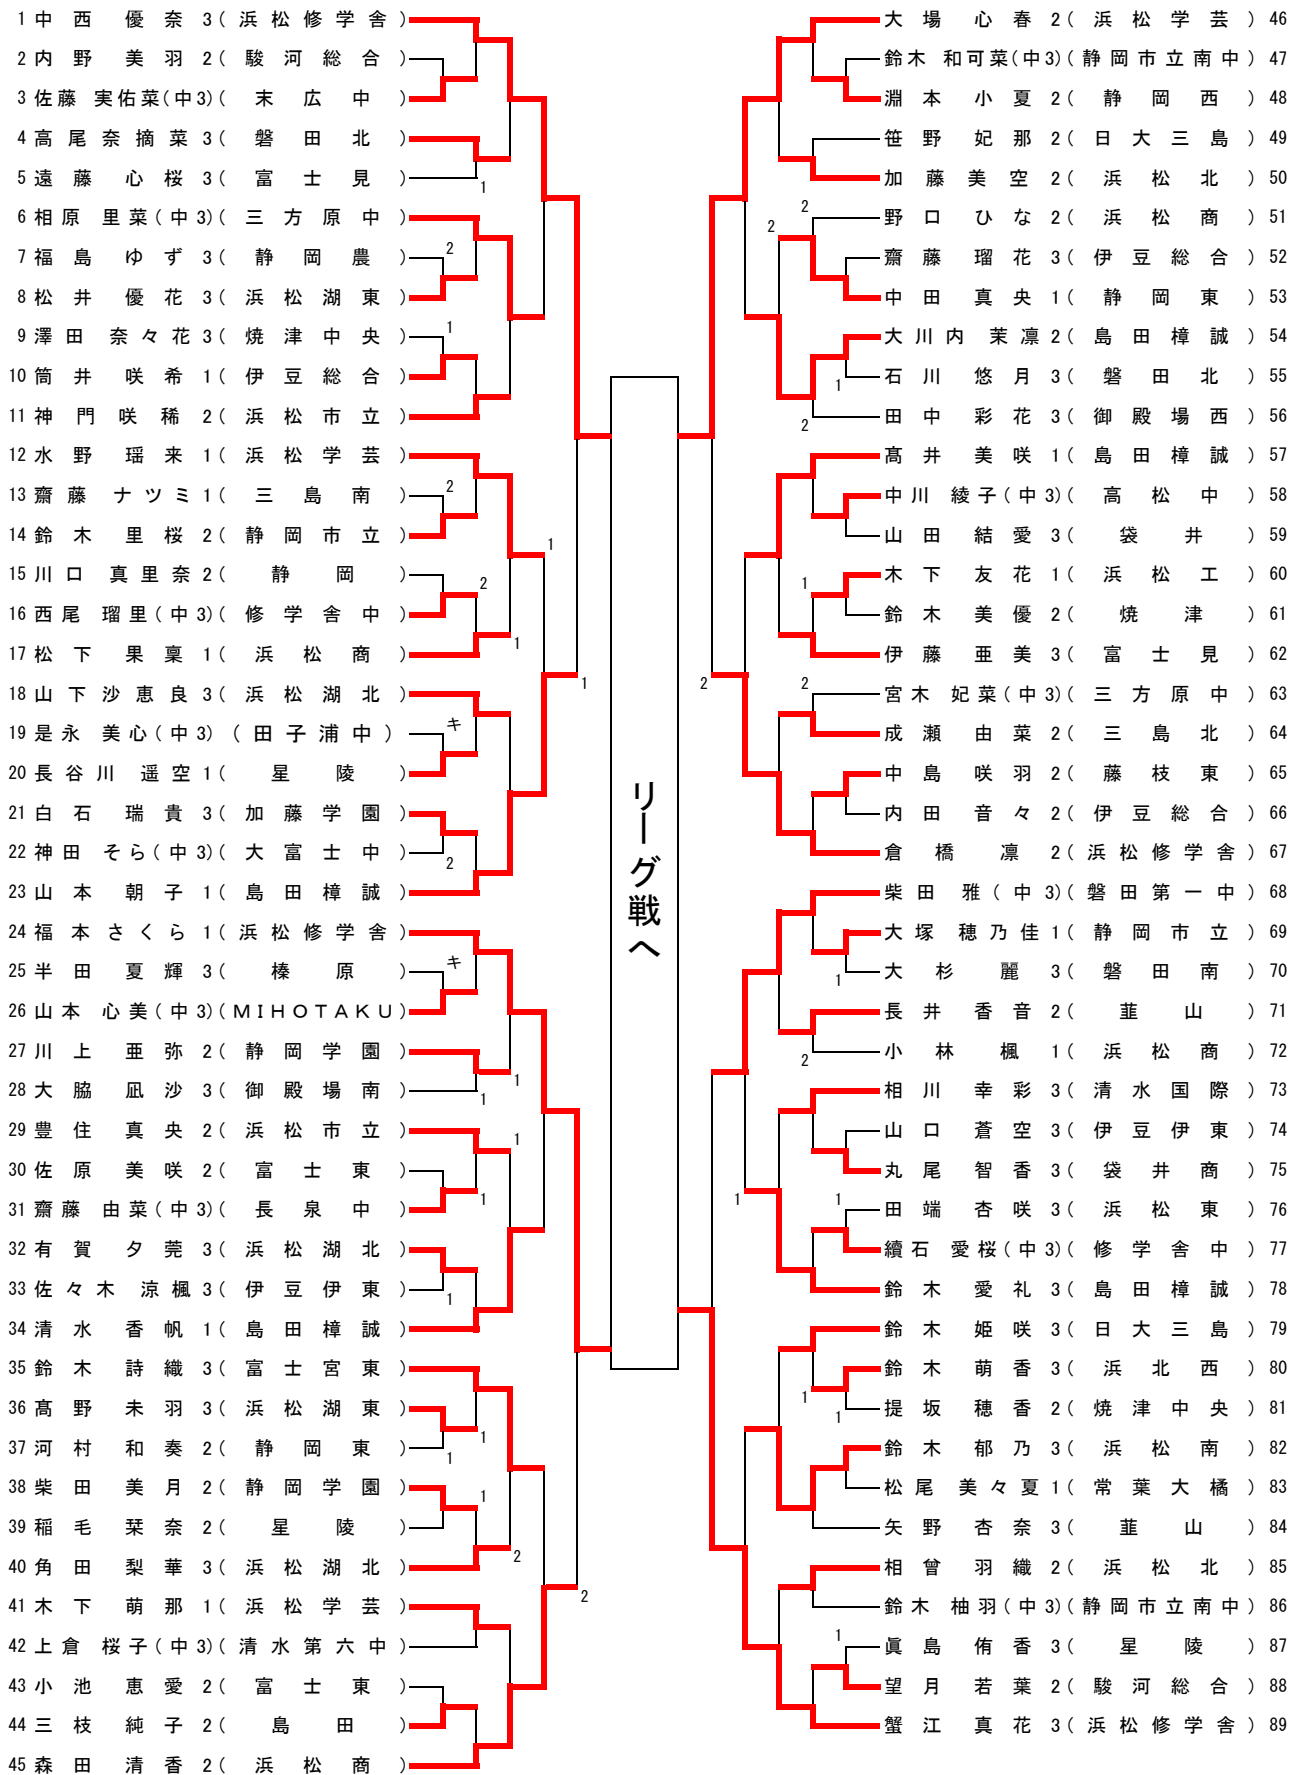 1 中西優奈 3(浜松修学舎)
2 内野美羽 2(駿河総合)
3 佐藤 実佑菜(中3)(末広中)
4 高尾奈摘菜 3(磐田北)
5 遠藤心桜 3(富士見)
1
6 相原里菜(中3)(三方原中)
7 福島ゆず 3(静岡農)
2
8 松井優花 3(浜松湖東)
9 澤田奈々花 3(焼津中央)
1
10 筒井咲希 1(伊豆総合)
11 神門咲稀 2(浜松市立)
12 水野瑶来 1(浜松学芸)
13 齋藤ナツミ 1(三島南)
2
14 鈴木里桜 2(静岡市立)
1
15 川口真里奈 2(静岡)
2
16 西尾瑠里(中3)(修学舎中)
1
17 松下果稟 1(浜松商)
1
18 山下沙恵良 3(浜松湖北)
19 是永美心(中3)(田子浦中)
キ
20 長谷川遥空 1(星陵)
21 白石瑞貴 3(加藤学園)
22 神田そら(中3)(大富士中)
2
23 山本朝子 1(島田樟誠)
24 福本さくら 1(浜松修学舎)
25 半田夏輝 3(榛原)
キ
26 山本心美(中3)(MIHOTAKU)
27 川上亜弥 2(静岡学園)
1
28 大脇凪沙 3(御殿場南)
1
29 豊住真央 2(浜松市立)
1
30 佐原美咲 2(富士東)
1
31 齋藤由菜(中3)(長泉中)
32 有賀夕莞 3(浜松湖北)
33 佐々木涼楓 3(伊豆伊東)
1
34 清水香帆 1(島田樟誠)
35 鈴木詩織 3(富士宮東)
36 髙野未羽 3(浜松湖東)
1
37 河村和奏 2(静岡東)
1
38 柴田美月 2(静岡学園)
1
39 稲毛栞奈 2(星陵)
40 角田梨華 3(浜松湖北)
2
41 木下萌那 1(浜松学芸)
2
42 上倉桜子(中3)(清水第六中)
43 小池恵愛 2(富士東)
44 三枝純子 2(島田)
45 森田清香 2(浜松商)
リーグ戦へ
大場心春 2(浜松学芸) 46
鈴木和可菜(中3)(静岡市立南中) 47
淵本小夏 2(静岡西) 48
笹野妃那 2(日大三島) 49
加藤美空 2(浜松北) 50
2
野口ひな 2(浜松商) 51
2
齋藤瑠花 3(伊豆総合) 52
中田真央 1(静岡東) 53
大川内茉凛 2(島田樟誠) 54
1
石川悠月 3(磐田北) 55
2
田中彩花 3(御殿場西) 56
髙井美咲 1(島田樟誠) 57
中川綾子(中3)(高松中) 58
山田結愛 3(袋井) 59
1
木下友花 1(浜松工) 60
鈴木美優 2(焼津) 61
伊藤亜美 3(富士見) 62
2
2
宮木妃菜(中3)(三方原中) 63
成瀬由菜 2(三島北) 64
中島咲羽 2(藤枝東) 65
内田音々 2(伊豆総合) 66
倉橋凛 2(浜松修学舎) 67
柴田雅(中3)(磐田第一中) 68
大塚穂乃佳 1(静岡市立) 69
1
大杉麗 3(磐田南) 70
長井香音 2(韮山) 71
2
小林楓 1(浜松商) 72
相川幸彩 3(清水国際) 73
山口蒼空 3(伊豆伊東) 74
丸尾智香 3(袋井商) 75
1
1
田端杏咲 3(浜松東) 76
續石愛桜(中3)(修学舎中) 77
鈴木愛礼 3(島田樟誠) 78
鈴木姫咲 3(日大三島) 79
鈴木萌香 3(浜北西) 80
1
1
提坂穂香 2(焼津中央) 81
鈴木郁乃 3(浜松南) 82
松尾美々夏 1(常葉大橘) 83
矢野杏奈 3(韮山) 84
相曾羽織 2(浜松北) 85
鈴木柚羽(中3)(静岡市立南中) 86
1
眞島侑香 3(星陵) 87
望月若葉 2(駿河総合) 88
蟹江真花 3(浜松修学舎) 89